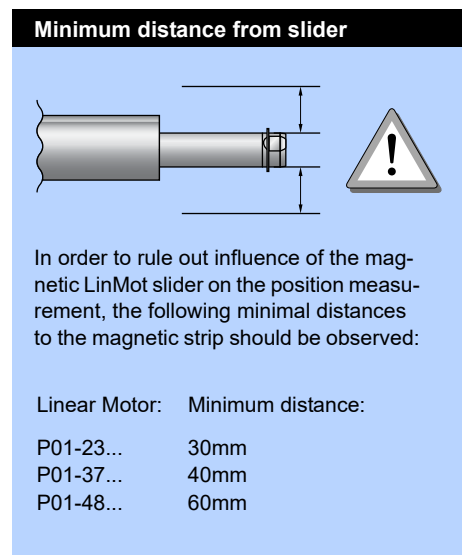 Minimum distance from slider
!
In order to rule out influence of the mag-
netic LinMot slider on the position measu-
rement, the following minimal distances
to the magnetic strip should be observed:
Linear Motor: Minimum distance:
P01-23... 30mm
P01-37... 40mm
P01-48... 60mm